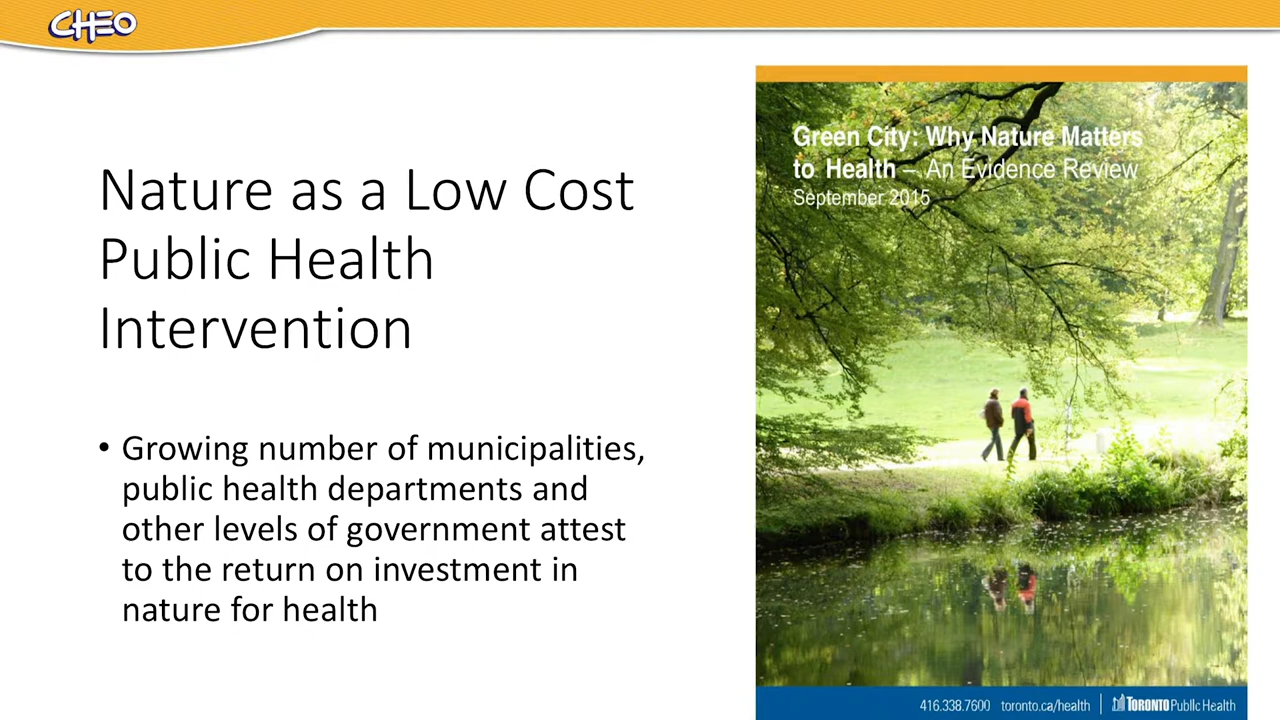 CHEO
Nature as a Low Cost
Public Health
Intervention
• Growing number of municipalities,
public health departments and
other levels of government attest
to the return on investment in
nature for health
Green City: Why Nature Matters
to Health – An Evidence Review
September 2015
416.338.7600 toronto.ca/health | TORONTO Public Health